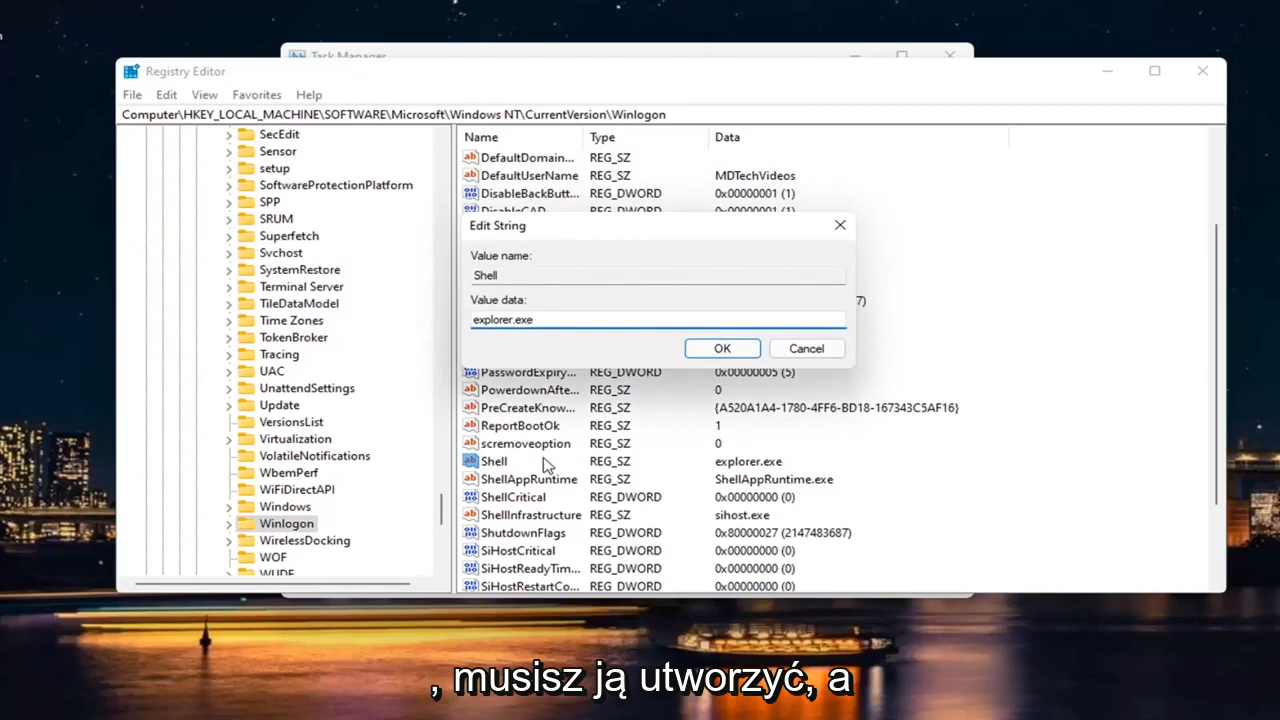 Task Manager
Registry Editor
File Edit View Favorites Help
Computer\HKEY_LOCAL_MACHINE\SOFTWARE\Microsoft\Windows NT\CurrentVersion\Winlogon
SecEdit
Sensor
setup
SoftwareProtectionPlatform
SPP
SRUM
Superfetch
Svchost
SystemRestore
Terminal Server
TileDataModel
Time Zones
TokenBroker
Tracing
UAC
UnattendSettings
Update
VersionsList
Virtualization
VolatileNotifications
WbemPerf
WiFiDirectAPI
Windows
Winlogon
WirelessDocking
WOF
WUDF
Name Type Data
DefaultDomain... REG_SZ
DefaultUserName REG_SZ MDTechVideos
DisableBackButt... REG_DWORD 0x00000001 (1)
DisableCAD REG_DWORD 0x00000001 (1)
Edit String
Value name:
Shell
Value data:
explorer.exe
OK Cancel
7)
PasswordExpiry... REG_DWORD 0x00000005 (5)
PowerdownAfte... REG_SZ 0
PreCreateKnow... REG_SZ {A520A1A4-1780-4FF6-BD18-167343C5AF16}
ReportBootOk REG_SZ 1
scremoveoption REG_SZ 0
Shell REG_SZ explorer.exe
ShellAppRuntime REG_SZ ShellAppRuntime.exe
ShellCritical REG_DWORD 0x00000000 (0)
ShellInfrastructure REG_SZ sihost.exe
ShutdownFlags REG_DWORD 0x80000027 (2147483687)
SiHostCritical REG_DWORD 0x00000000 (0)
SiHostReadyTim... REG_DWORD 0x00000000 (0)
SiHostRestartCo... REG_DWORD 0x00000000 (0)
, musisz ją utworzyć, a